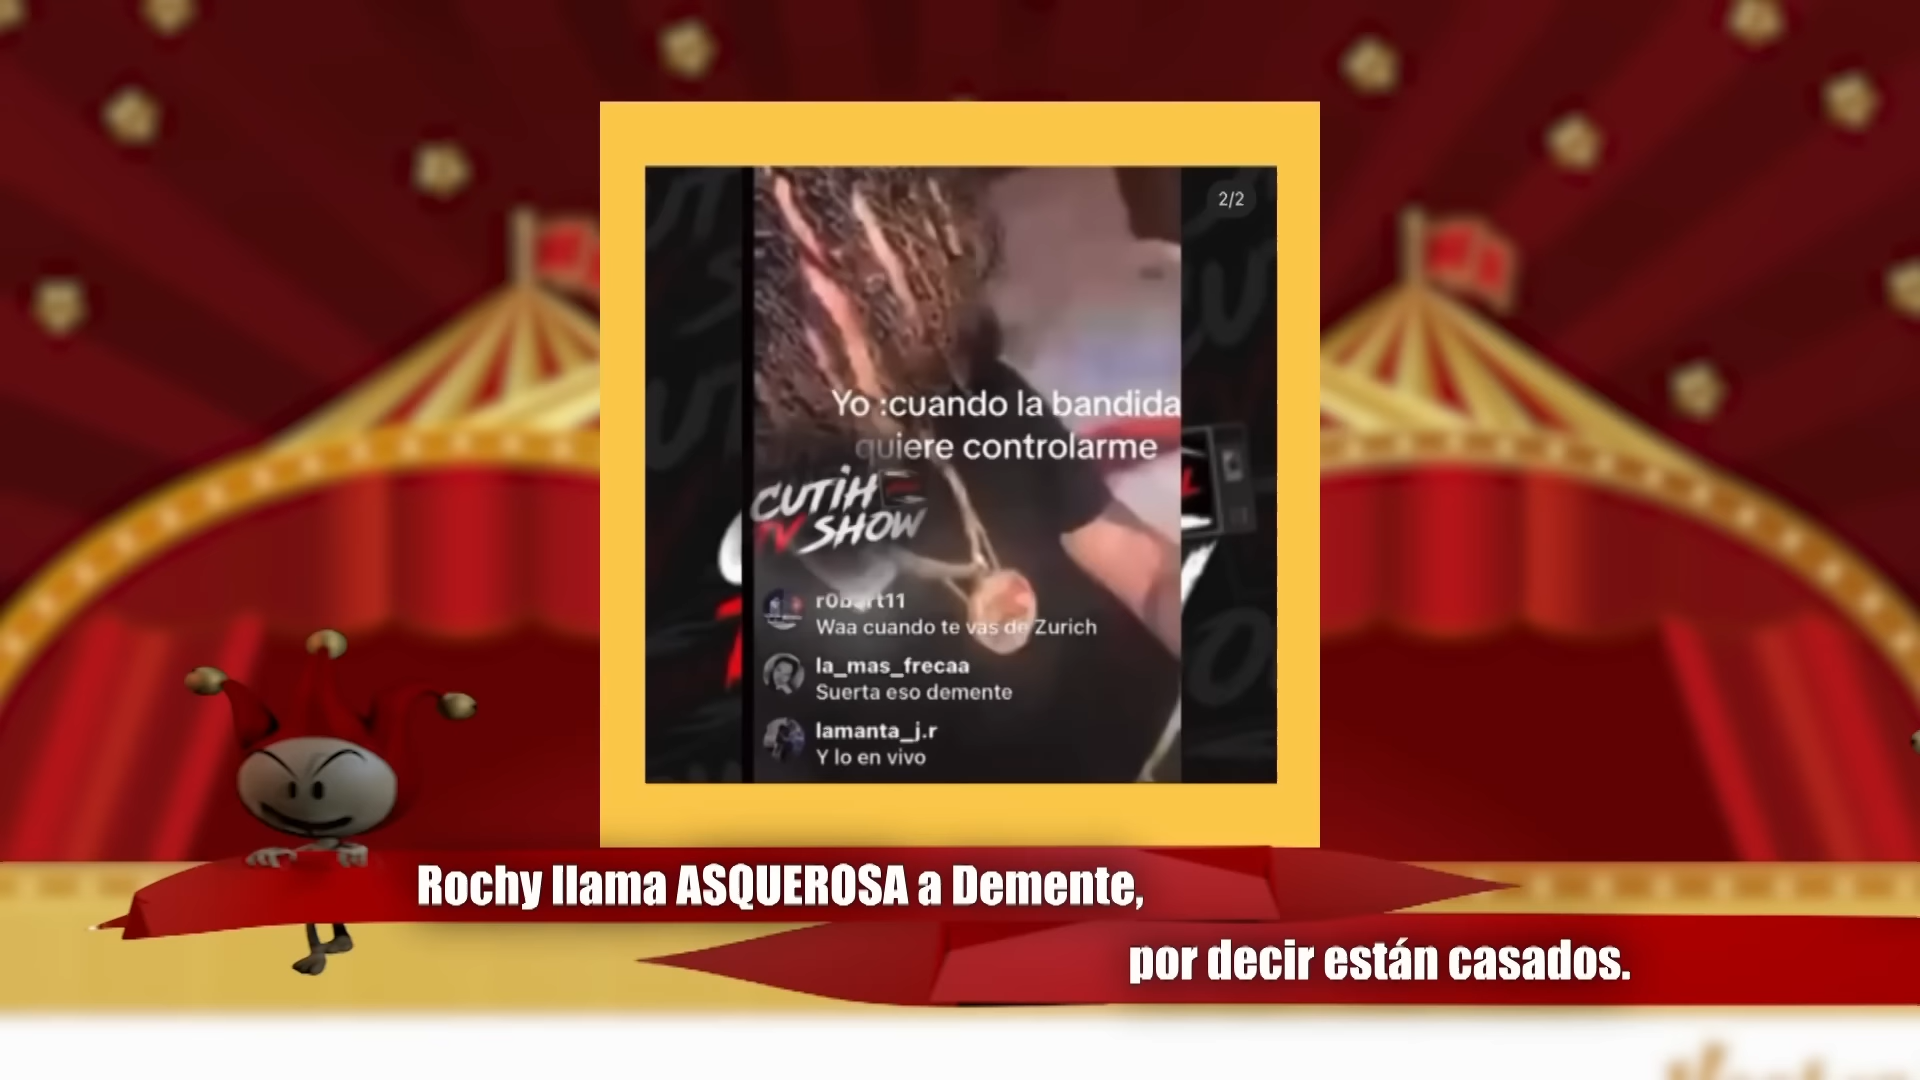 2/2
Yo :cuando la bandida
quiere controlarme
CUTIH
TV SHOW
r0bert11
Waa cuando te vas de Zurich
la_mas_frecaa
Suerta eso demente
lamanta_j.r
Y lo en vivo
Rochy llama ASQUEROSA a Demente,
por decir están casados.